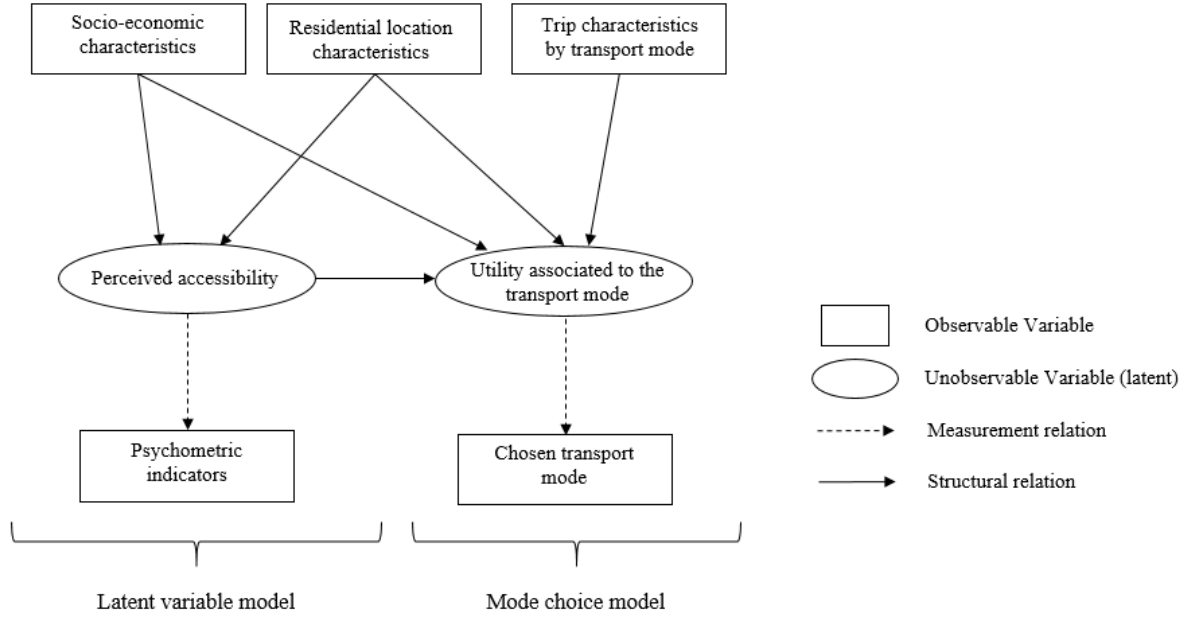 Socio-economic
characteristics
Residential location
characteristics
Trip characteristics
by transport mode
Perceived accessibility
Utility associated to the
transport mode
Psychometric
indicators
Chosen transport
mode
Observable Variable
Unobservable Variable (latent)
Measurement relation
Structural relation
Latent variable model
Mode choice model